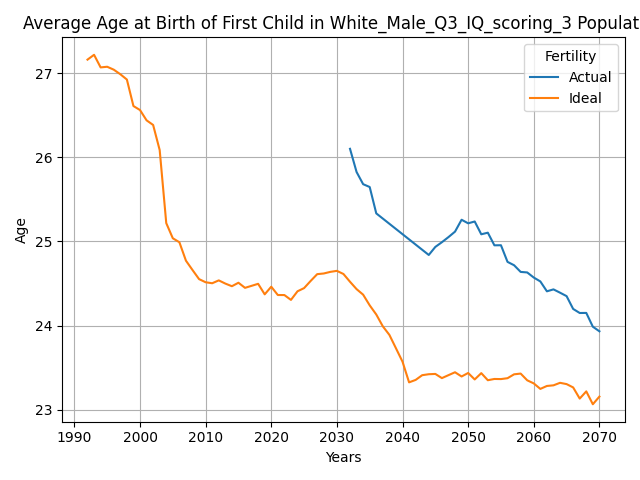 Average Age at Birth of First Child in White_Male_Q3_IQ_scoring_3 Populat
Fertility
Actual
Ideal
27
26
25
24
23
Age
1990 2000 2010 2020 2030 2040 2050 2060 2070
Years